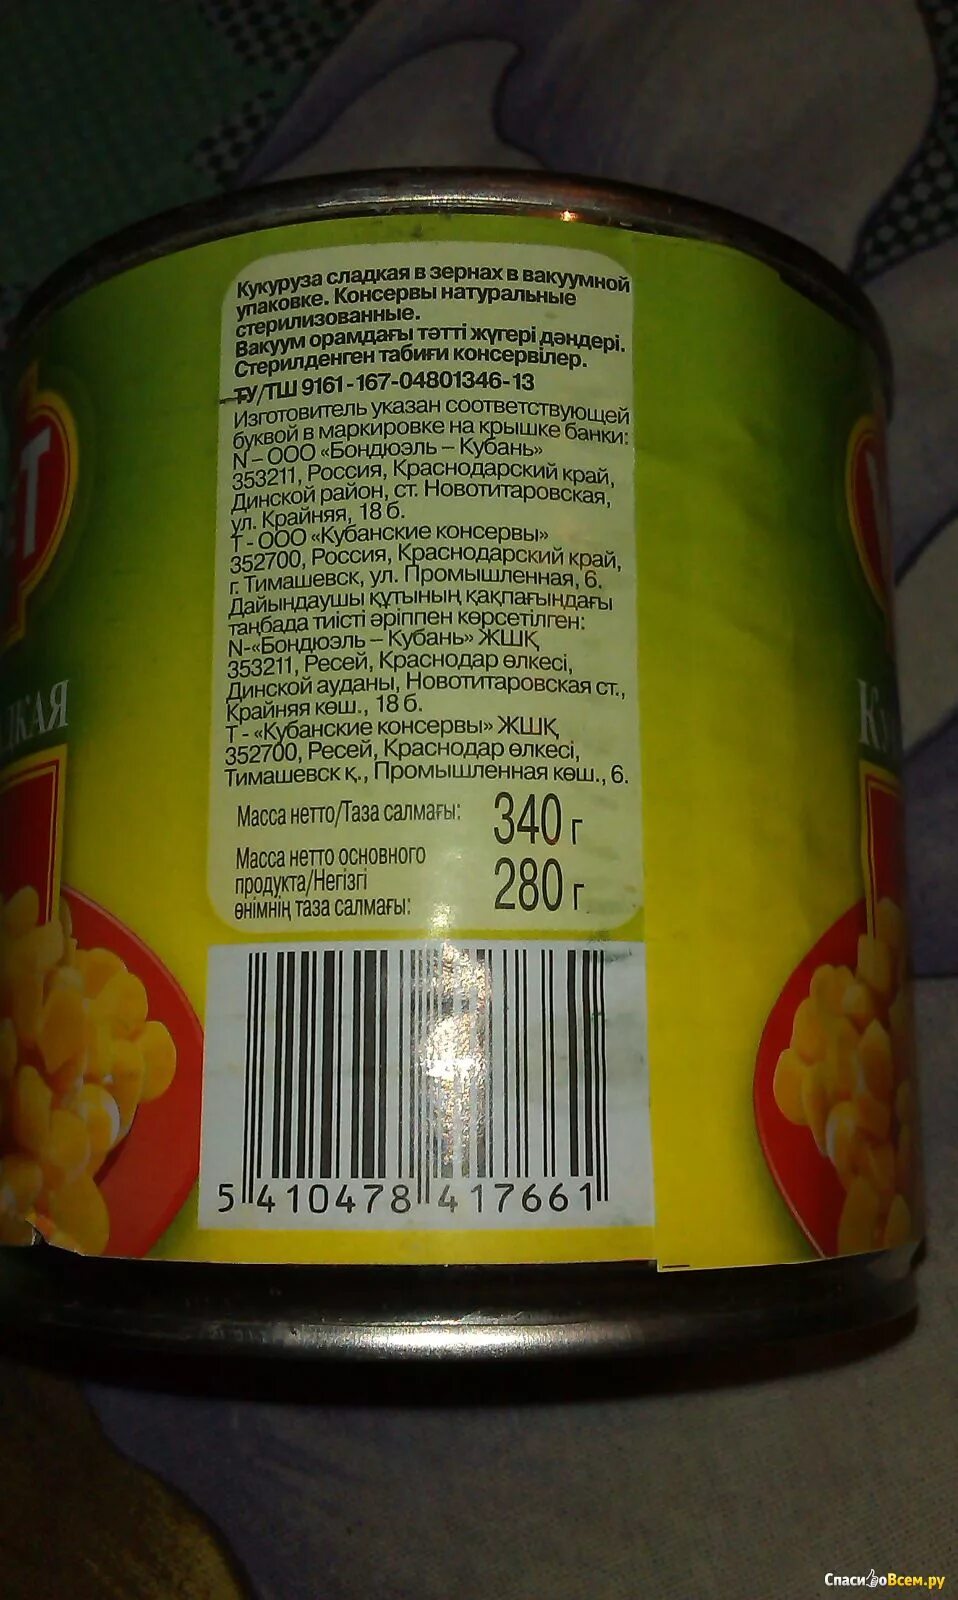 Кукуруза сладкая в зернах в вакуумной
упаковке. Консервы натуральные
стерилизованные.
Вакуум орамдағы тәтті жүгері дәндері.
Стерилденген табиғи консервілер.
ТУ/ТШ 9161-167-04801346-13
Изготовитель указан соответствующей
буквой в маркировке на крышке банки:
N – ООО «Бондюэль – Кубань»
353211, Россия, Краснодарский край,
Динской район, ст. Новотитаровская,
ул. Крайняя, 18 б.
Т - ООО «Кубанские консервы»
352700, Россия, Краснодарский край,
г. Тимашевск, ул. Промышленная, 6.
Дайындаушы құтының қақпағындағы
таңбада тиісті әріппен көрсетілген:
N-«Бондюэль – Кубань» ЖШҚ
353211, Ресей, Краснодар өлкесі,
Динской ауданы, Новотитаровская ст.,
Крайняя көш., 18 б.
Т - «Кубанские консервы» ЖШҚ
352700, Ресей, Краснодар өлкесі,
Тимашевск қ., Промышленная көш., 6.
Масса нетто/Таза салмағы: 340 г
Масса нетто основного
продукта/Негізгі 280 г
өнімнің таза салмағы:
5 410478 417661
СпасибоВсем.ру